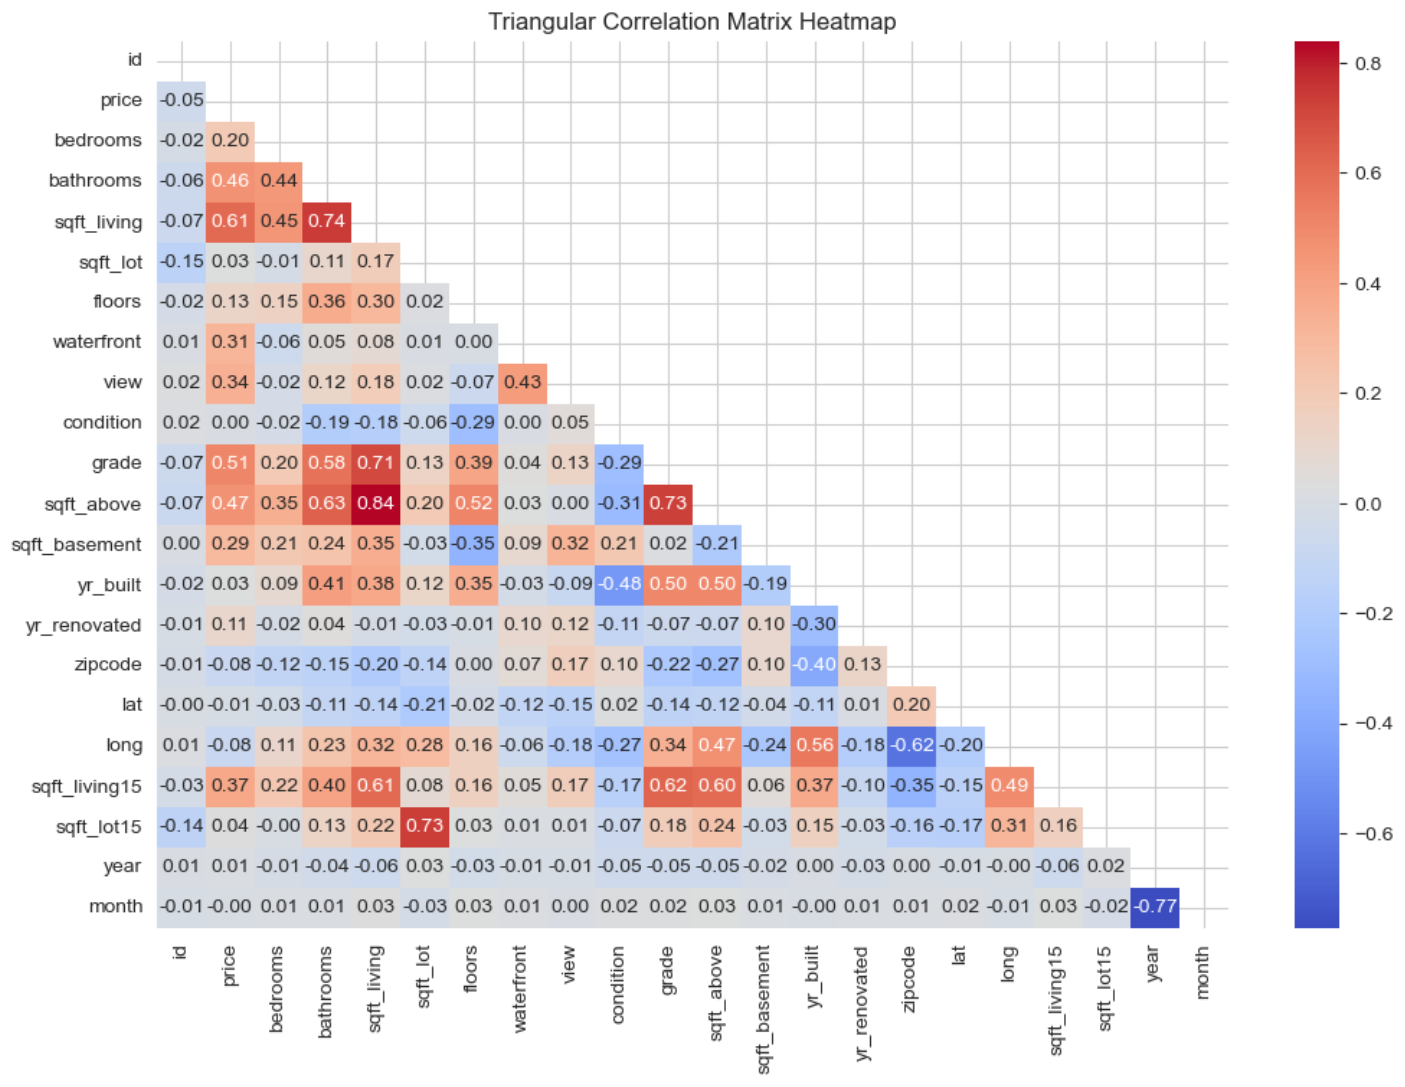 Triangular Correlation Matrix Heatmap
id
price -0.05
bedrooms -0.02 0.20
bathrooms -0.06 0.46 0.44
sqft_living -0.07 0.61 0.45 0.74
sqft_lot -0.15 0.03 -0.01 0.11 0.17
floors -0.02 0.13 0.15 0.36 0.30 0.02
waterfront 0.01 0.31 -0.06 0.05 0.08 0.01 0.00
view 0.02 0.34 -0.02 0.12 0.18 0.02 -0.07 0.43
condition 0.02 0.00 -0.02 -0.19 -0.18 -0.06 -0.29 0.00 0.05
grade -0.07 0.51 0.20 0.58 0.71 0.13 0.39 0.04 0.13 -0.29
sqft_above -0.07 0.47 0.35 0.63 0.84 0.20 0.52 0.03 0.00 -0.31 0.73
sqft_basement 0.00 0.29 0.21 0.24 0.35 -0.03 -0.35 0.09 0.32 0.21 0.02 -0.21
yr_built -0.02 0.03 0.09 0.41 0.38 0.12 0.35 -0.03 -0.09 -0.48 0.50 0.50 -0.19
yr_renovated -0.01 0.11 -0.02 0.04 -0.01 -0.03 -0.01 0.10 0.12 -0.11 -0.07 -0.07 0.10 -0.30
zipcode -0.01 -0.08 -0.12 -0.15 -0.20 -0.14 0.00 0.07 0.17 0.10 -0.22 -0.27 0.10 -0.40 0.13
lat -0.00 -0.01 -0.03 -0.11 -0.14 -0.21 -0.02 -0.12 -0.15 0.02 -0.14 -0.12 -0.04 -0.11 0.01 0.20
long 0.01 -0.08 0.11 0.23 0.32 0.28 0.16 -0.06 -0.18 -0.27 0.34 0.47 -0.24 0.56 -0.18 -0.62 -0.20
sqft_living15 -0.03 0.37 0.22 0.40 0.61 0.08 0.16 0.05 0.17 -0.17 0.62 0.60 0.06 0.37 -0.10 -0.35 -0.15 0.49
sqft_lot15 -0.14 0.04 -0.00 0.13 0.22 0.73 0.03 0.01 0.01 -0.07 0.18 0.24 -0.03 0.15 -0.03 -0.16 -0.17 0.31 0.16
year 0.01 0.01 -0.01 -0.04 -0.06 0.03 -0.03 -0.01 -0.01 -0.05 -0.05 -0.05 -0.02 0.00 -0.03 0.00 -0.01 -0.00 -0.06 0.02
month -0.01 -0.00 0.01 0.01 0.03 -0.03 0.03 0.01 0.00 0.02 0.02 0.03 0.01 -0.00 0.01 0.01 0.02 -0.01 0.03 -0.02 -0.77
id price bedrooms bathrooms sqft_living sqft_lot floors waterfront view condition grade sqft_above sqft_basement yr_built yr_renovated zipcode lat long sqft_living15 sqft_lot15 year month
0.8
0.6
0.4
0.2
0.0
−0.2
−0.4
−0.6